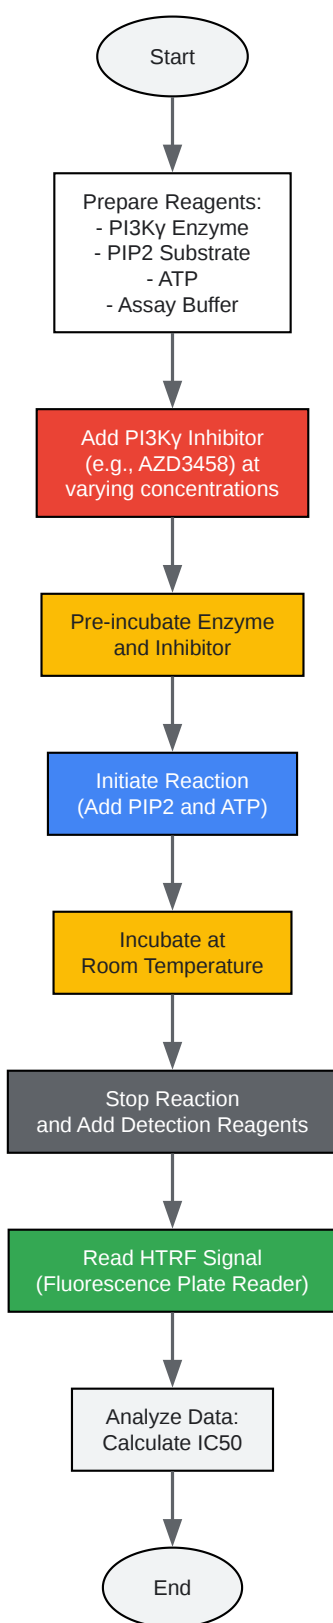 Start
Prepare Reagents:
- PI3Kγ Enzyme
- PIP2 Substrate
- ATP
- Assay Buffer
Add PI3Kγ Inhibitor
(e.g., AZD3458) at
varying concentrations
Pre-incubate Enzyme
and Inhibitor
Initiate Reaction
(Add PIP2 and ATP)
Incubate at
Room Temperature
Stop Reaction
and Add Detection Reagents
Read HTRF Signal
(Fluorescence Plate Reader)
Analyze Data:
Calculate IC50
End